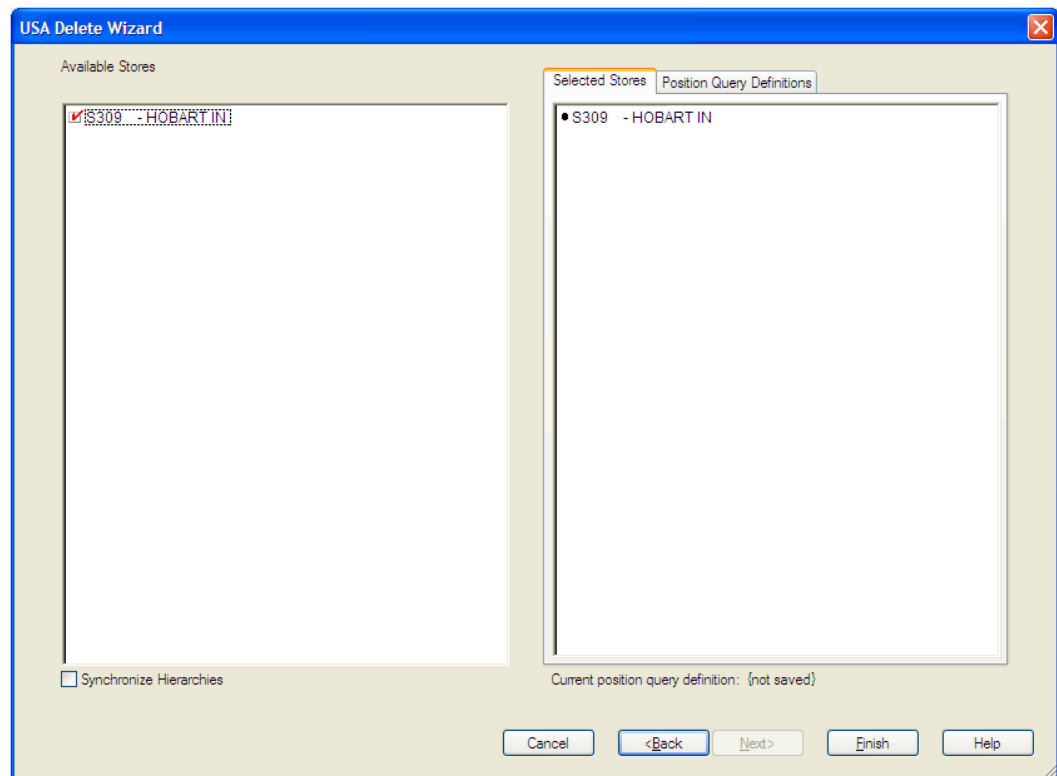 USA Delete Wizard
Available Stores
S309 - HOBART IN
Synchronize Hierarchies
Selected Stores
Position Query Definitions
S309 - HOBART IN
Current position query definition: {not saved}
Cancel
<Back
Next>
Finish
Help